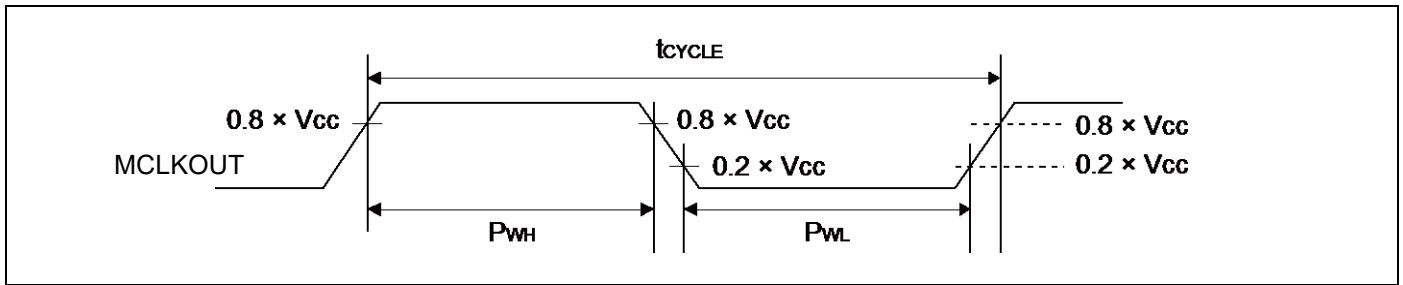 tCYCLE
0.8 × Vcc
0.8 × Vcc
0.8 × Vcc
MCLKOUT
0.2 × Vcc
0.2 × Vcc
PWH
PWL